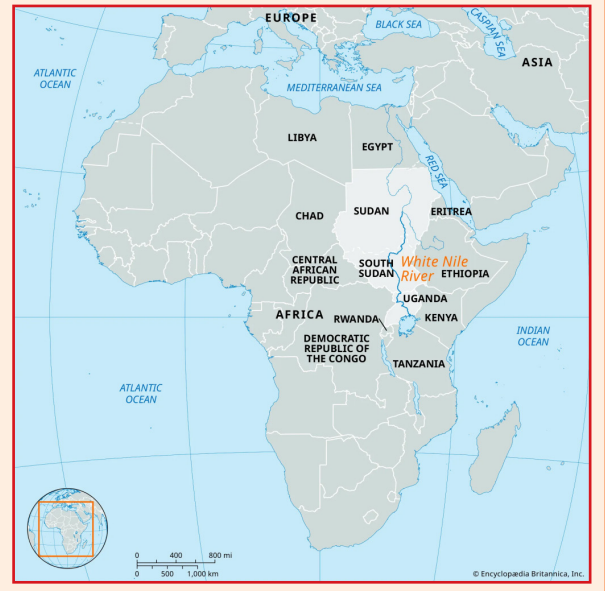 EUROPE
BLACK SEA
CASPIAN SEA
ASIA
ATLANTIC
OCEAN
MEDITERRANEAN SEA
LIBYA
EGYPT
RED SEA
CHAD
SUDAN
ERITREA
CENTRAL
AFRICAN
REPUBLIC
SOUTH
SUDAN
White Nile
River
ETHIOPIA
UGANDA
AFRICA
RWANDA
KENYA
DEMOCRATIC
REPUBLIC OF
THE CONGO
TANZANIA
INDIAN
OCEAN
ATLANTIC
OCEAN
0 400 800 mi
0 500 1,000 km
© Encyclopædia Britannica, Inc.